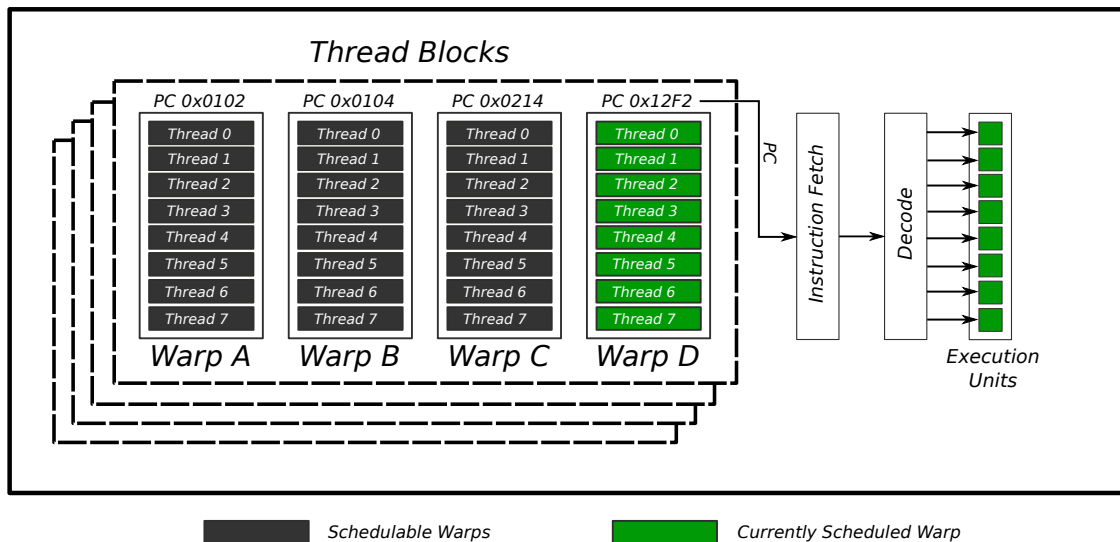 Thread Blocks
PC 0x0102
PC 0x0104
PC 0x0214
PC 0x12F2
Thread 0
Thread 1
Thread 2
Thread 3
Thread 4
Thread 5
Thread 6
Thread 7
Warp A
Thread 0
Thread 1
Thread 2
Thread 3
Thread 4
Thread 5
Thread 6
Thread 7
Warp B
Thread 0
Thread 1
Thread 2
Thread 3
Thread 4
Thread 5
Thread 6
Thread 7
Warp C
Thread 0
Thread 1
Thread 2
Thread 3
Thread 4
Thread 5
Thread 6
Thread 7
Warp D
PC
Instruction Fetch
Decode
Execution
Units
Schedulable Warps
Currently Scheduled Warp